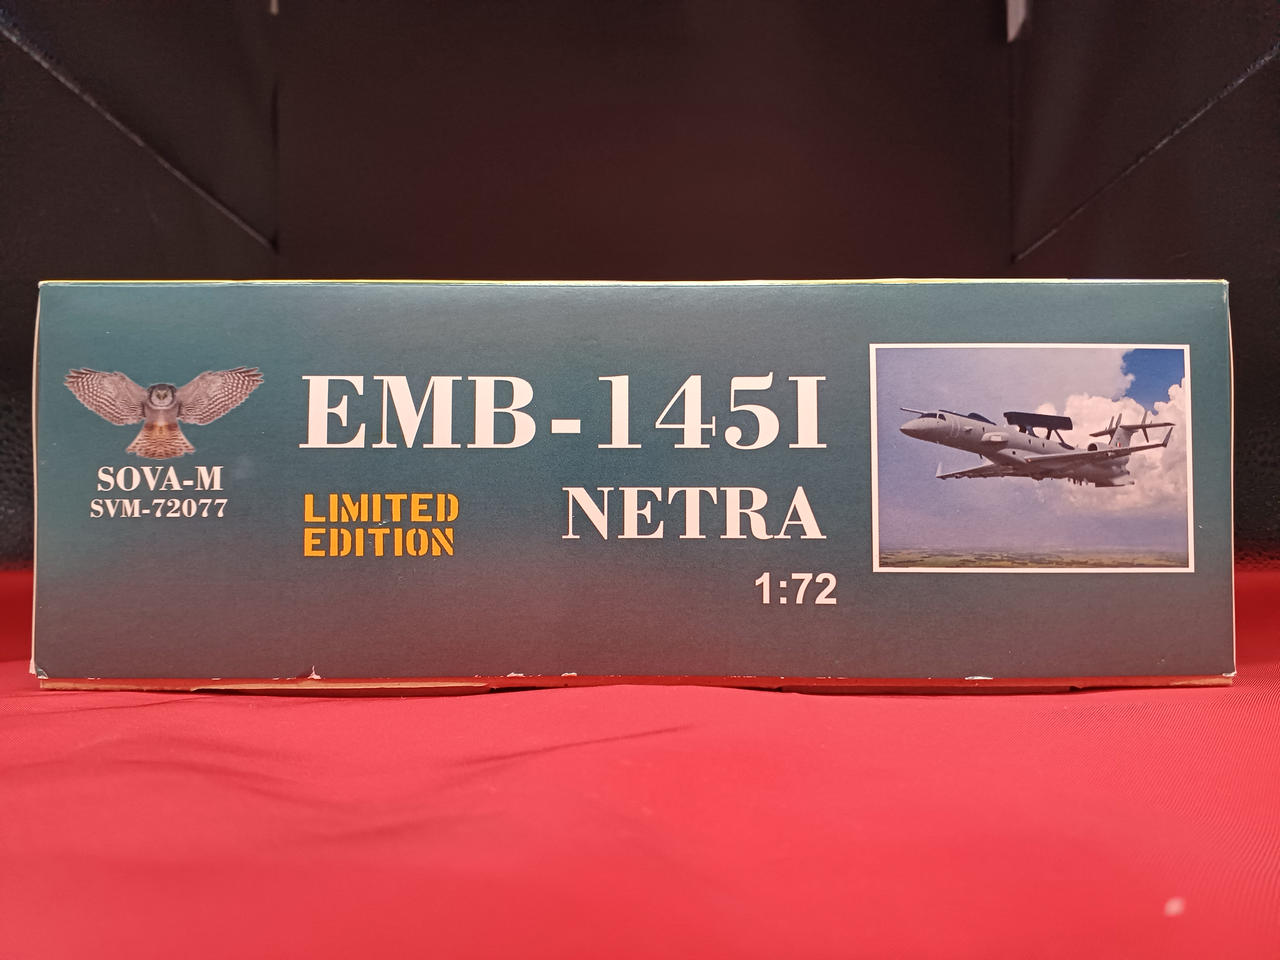 SOVA-M
SVM-72077
EMB-145I
LIMITED
EDITION
NETRA
1:72